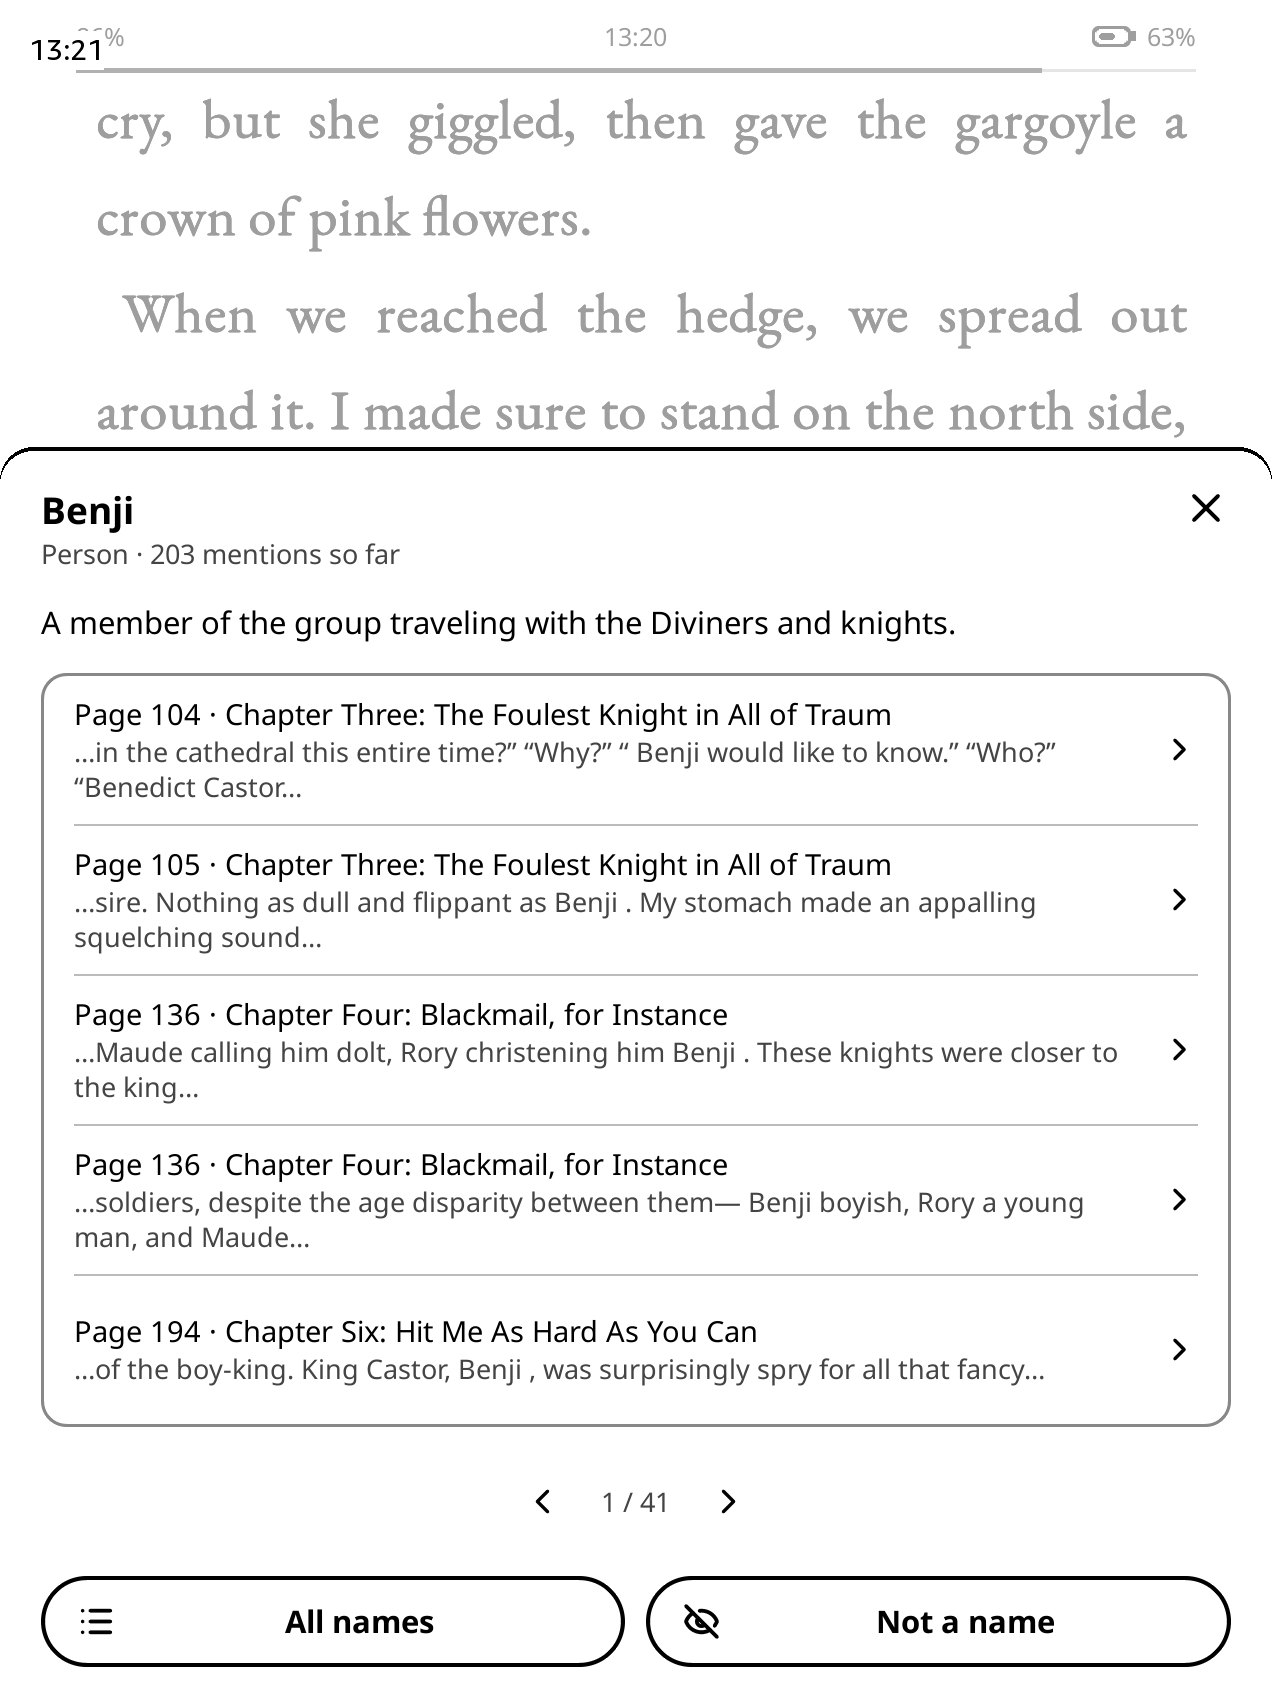 13:21
13:20
63%
cry, but she giggled, then gave the gargoyle a
crown of pink flowers.
When we reached the hedge, we spread out
around it. I made sure to stand on the north side,
Benji
Person · 203 mentions so far
A member of the group traveling with the Diviners and knights.
Page 104 · Chapter Three: The Foulest Knight in All of Traum
...in the cathedral this entire time?” “Why?” “ Benji would like to know.” “Who?”
“Benedict Castor...
Page 105 · Chapter Three: The Foulest Knight in All of Traum
...sire. Nothing as dull and flippant as Benji . My stomach made an appalling
squelching sound...
Page 136 · Chapter Four: Blackmail, for Instance
...Maude calling him dolt, Rory christening him Benji . These knights were closer to
the king...
Page 136 · Chapter Four: Blackmail, for Instance
...soldiers, despite the age disparity between them— Benji boyish, Rory a young
man, and Maude...
Page 194 · Chapter Six: Hit Me As Hard As You Can
...of the boy-king. King Castor, Benji , was surprisingly spry for all that fancy...
1 / 41
All names
Not a name